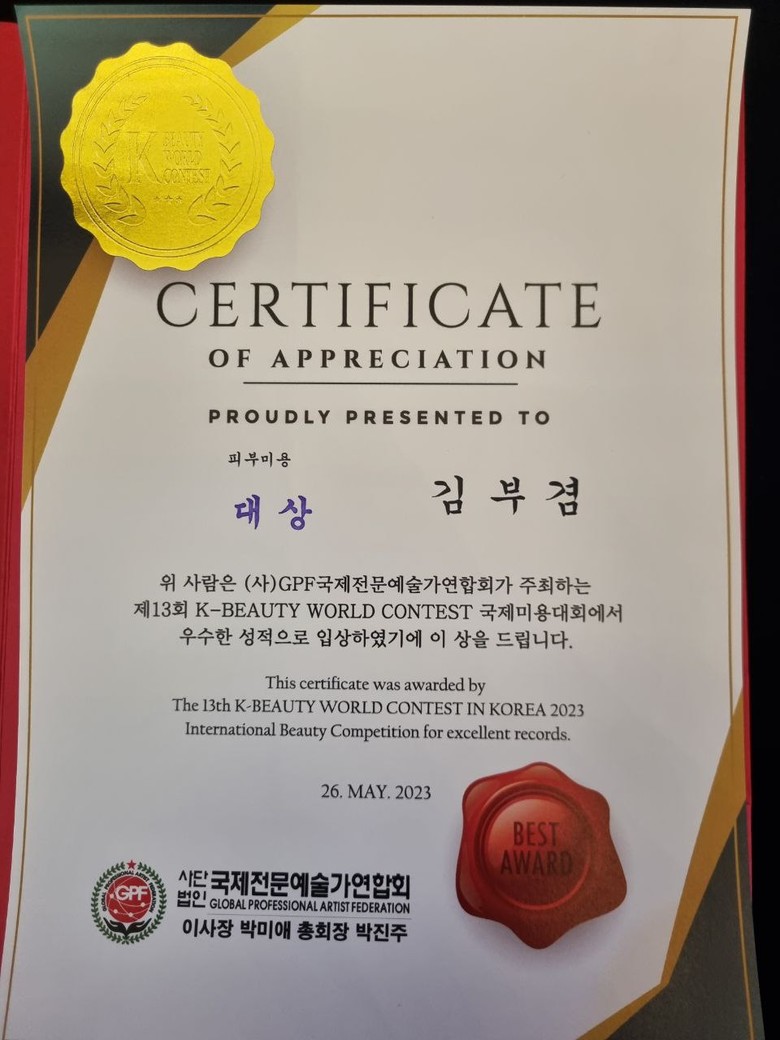 K BEAUTY
WORLD
CONTEST
CERTIFICATE
OF APPRECIATION
PROUDLY PRESENTED TO
피부미용
대상 김부겸
위 사람은 (사)GPF국제전문예술가연합회가 주최하는
제13회 K-BEAUTY WORLD CONTEST 국제미용대회에서
우수한 성적으로 입상하였기에 이 상을 드립니다.
This certificate was awarded by
The 13th K-BEAUTY WORLD CONTEST IN KOREA 2023
International Beauty Competition for excellent records.
26. MAY. 2023
BEST
AWARD
GPF
사단법인 국제전문예술가연합회
GLOBAL PROFESSIONAL ARTIST FEDERATION
이사장 박미애 총회장 박진주